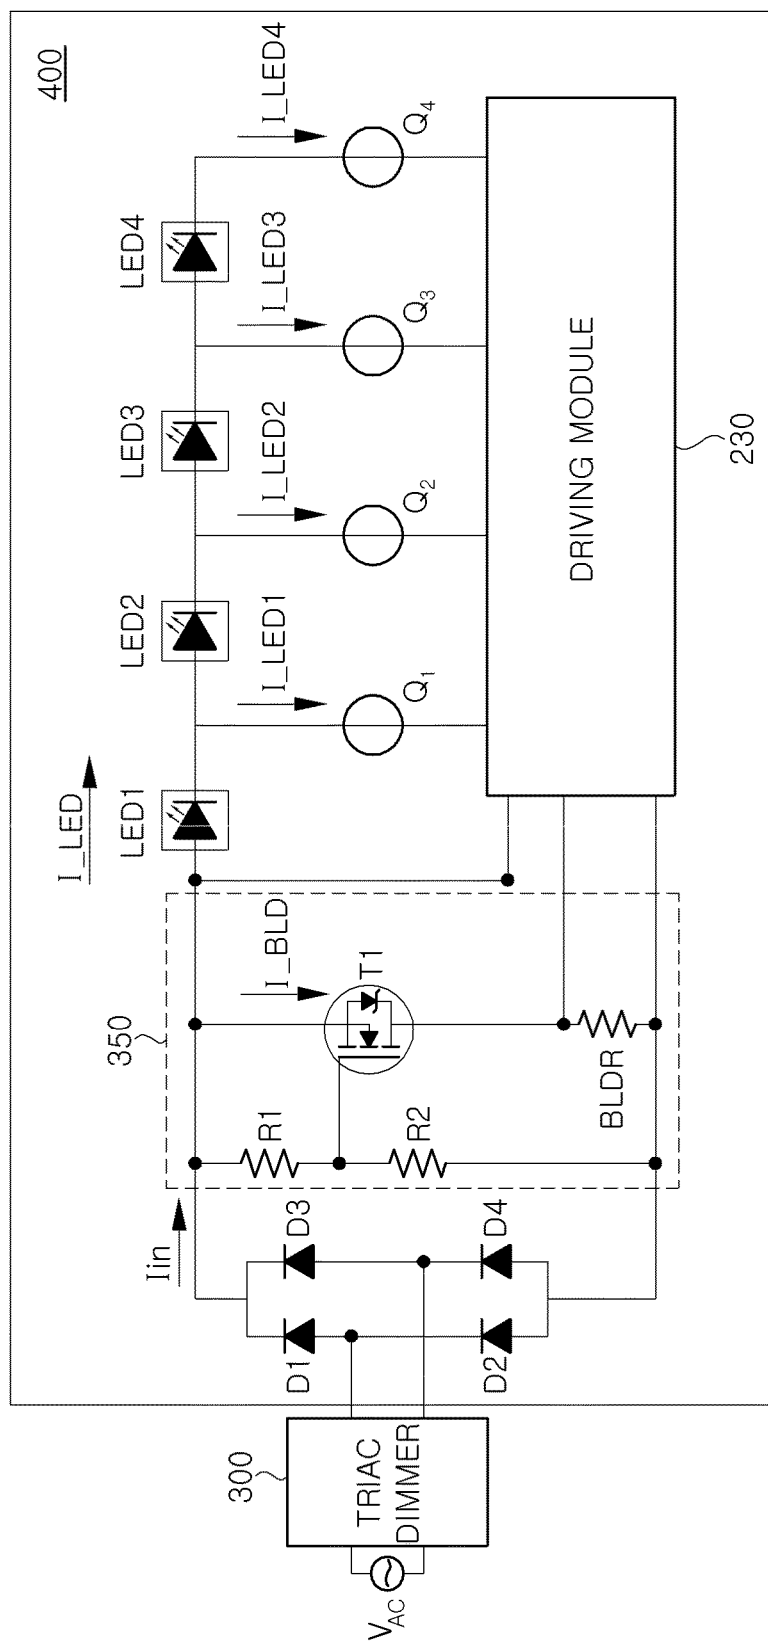 400
I_LED
LED1
LED2
LED3
LED4
Iin
350
I_BLD
I_LED1
I_LED2
I_LED3
I_LED4
D1
D3
R1
T1
Q1
Q2
Q3
Q4
300
TRIAC
DIMMER
VAC
D2
D4
R2
BLDR
DRIVING MODULE
230